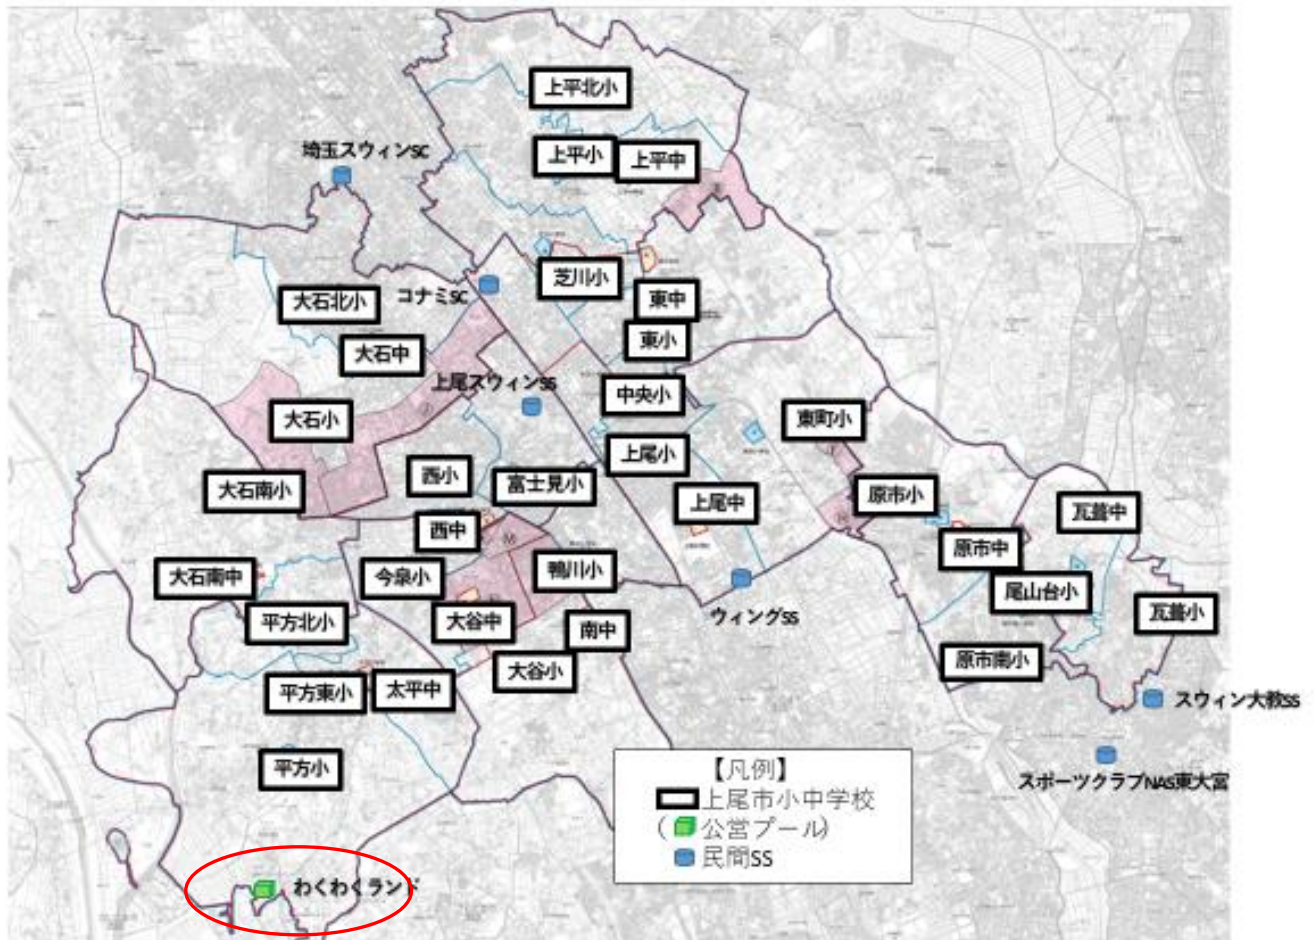 上平北小
上平小
上平中
埼玉スウィンSC
芝川小
コナミSC
大石北小
東中
大石中
東小
上尾スウィンSS
中央小
大石小
東町小
上尾小
西小
大石南小
富士見小
上尾中
原市小
瓦葺中
西中
原市中
大石南中
今泉小
鴨川小
尾山台小
ウィングSS
瓦葺小
平方北小
大谷中
南中
原市南小
大谷小
平方東小
太平中
スウィン大教SS
平方小
スポーツクラブNAS東大宮
【凡例】
上尾市小中学校
(公営プール)
民間SS
わくわくランド